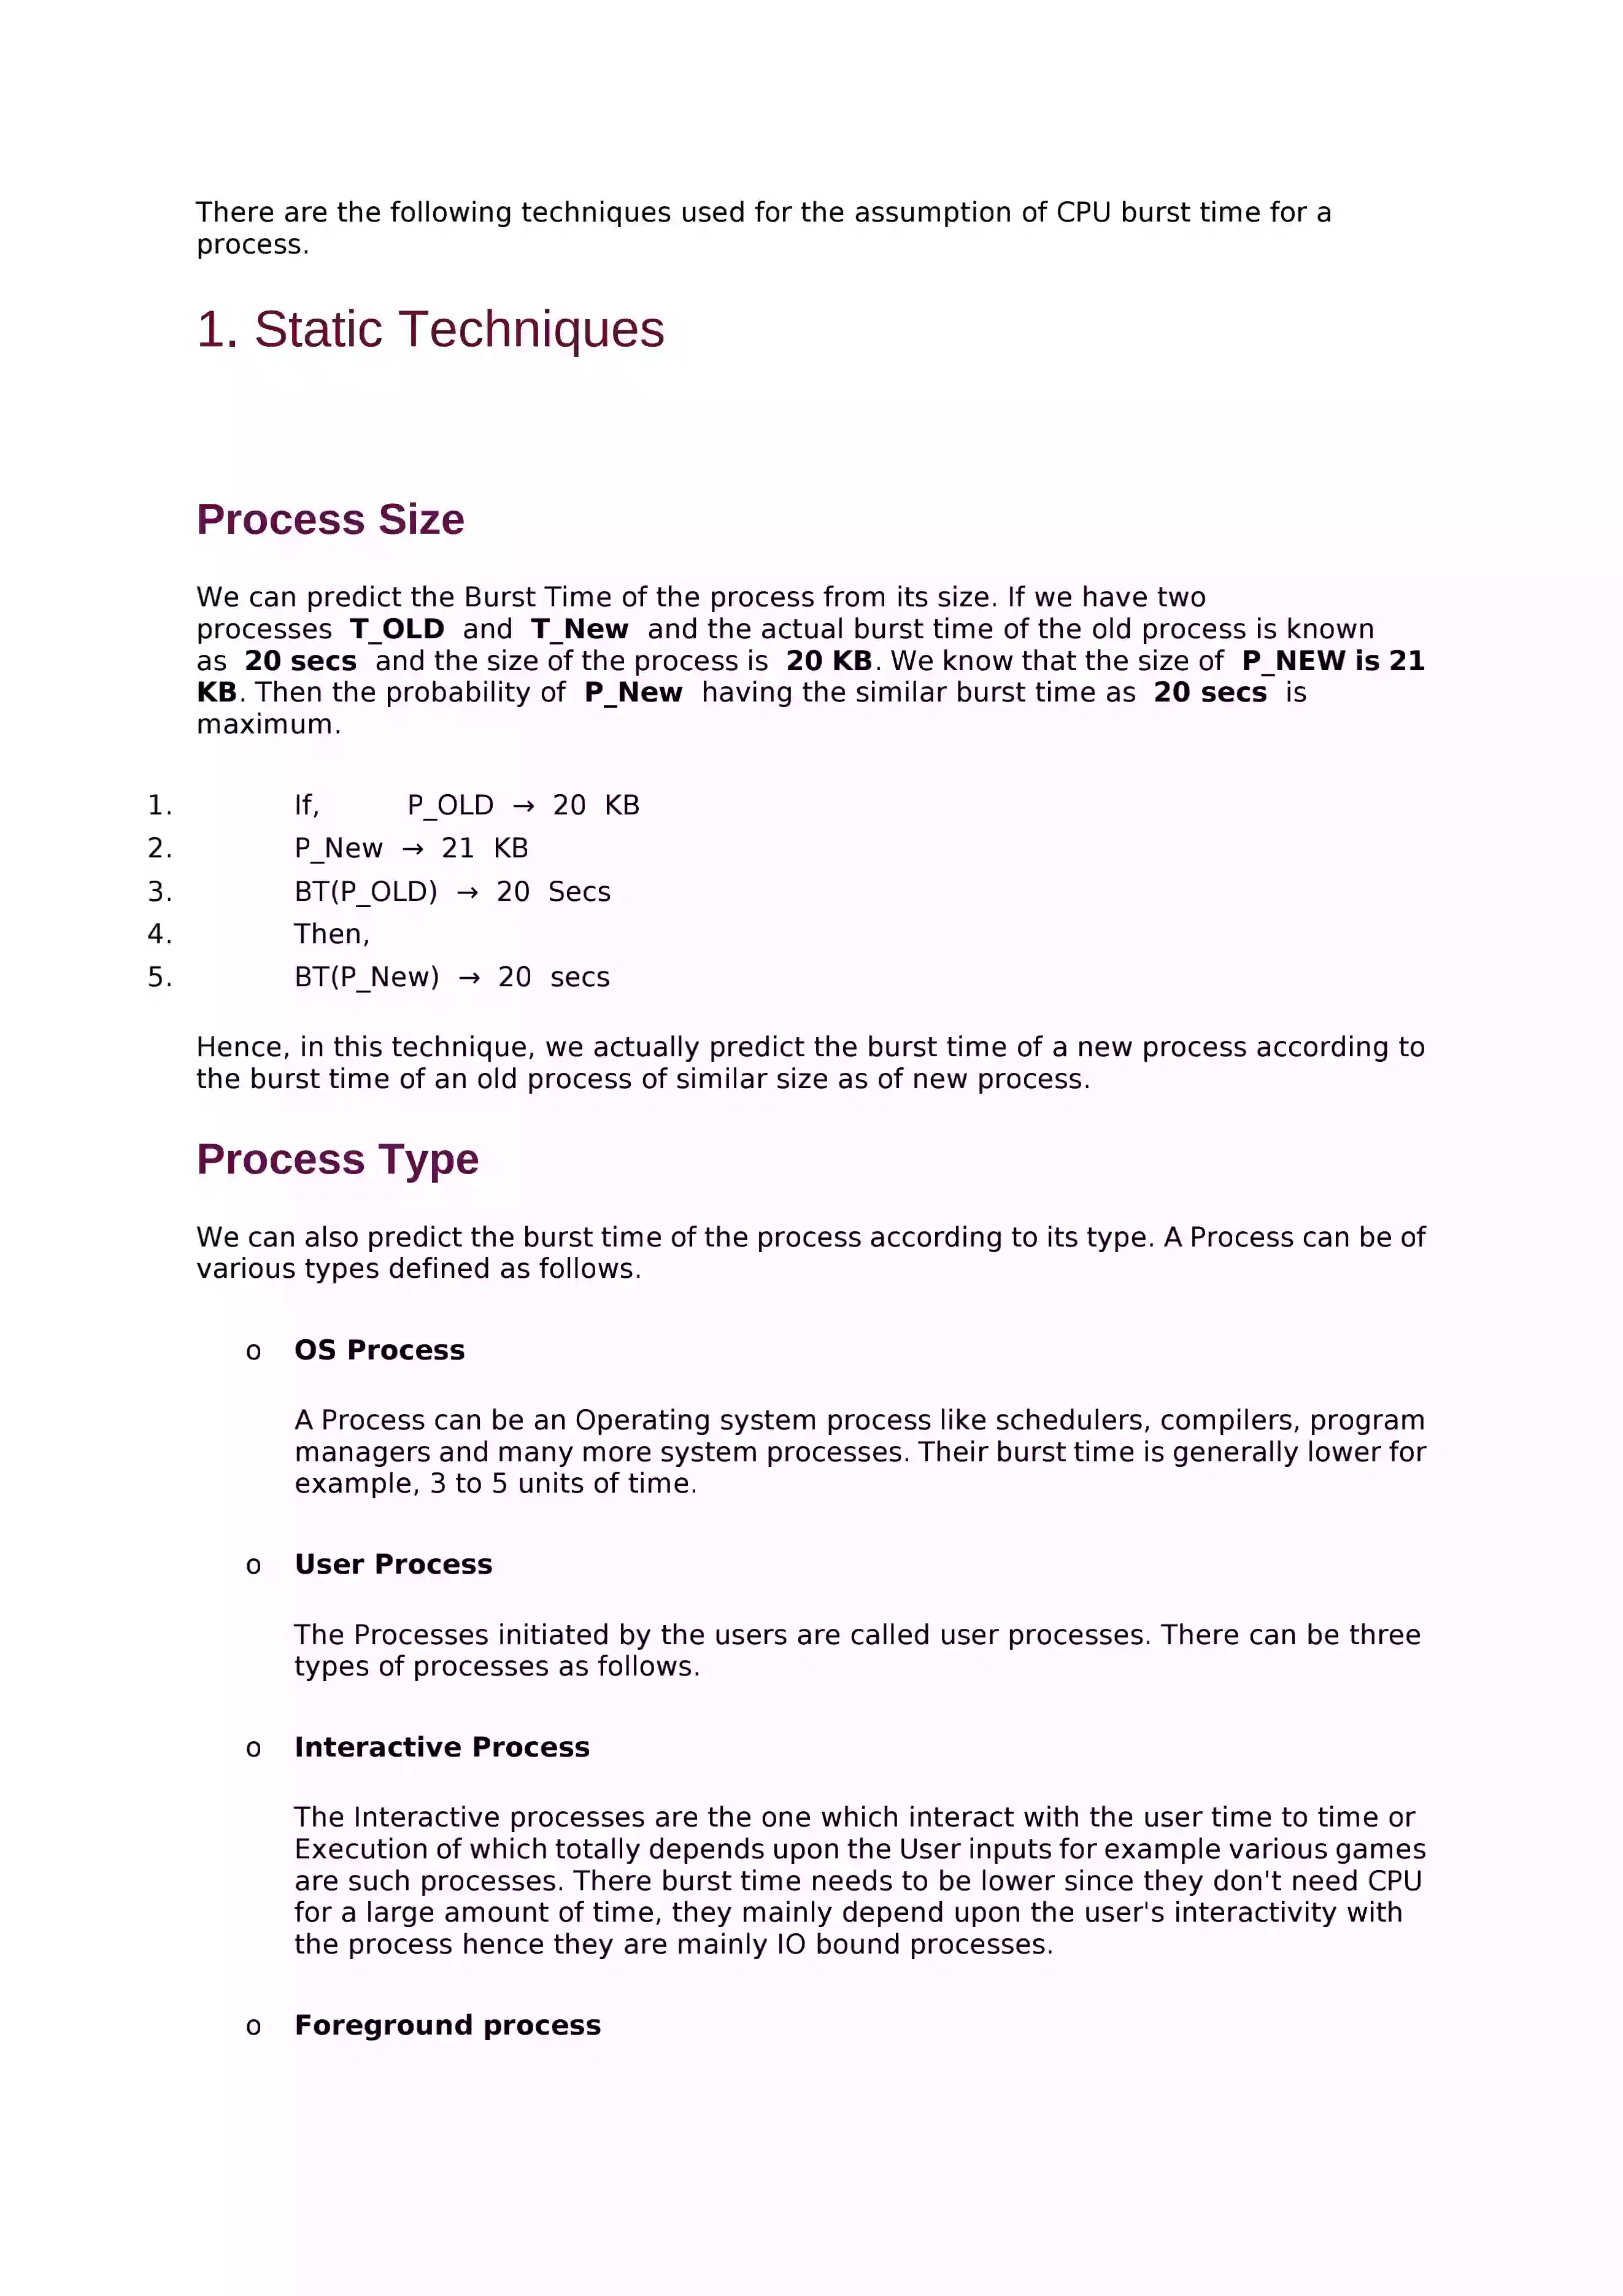 There are the following techniques used for the assumption of CPU burst time for a
process.
1. Static Techniques
Process Size
We can predict the Burst Time of the process from its size. If we have two
processes T_OLD and T_New and the actual burst time of the old process is known
as 20 secs and the size of the process is 20 KB. We know that the size of P_NEW is 21
KB. Then the probability of P_New having the similar burst time as 20 secs is
maximum.
1. If, P_OLD → 20 KB
2. P_New → 21 KB
3. BT(P_OLD) → 20 Secs
4. Then,
5. BT(P_New) → 20 secs
Hence, in this technique, we actually predict the burst time of a new process according to
the burst time of an old process of similar size as of new process.
Process Type
We can also predict the burst time of the process according to its type. A Process can be of
various types defined as follows.
o OS Process
A Process can be an Operating system process like schedulers, compilers, program
managers and many more system processes. Their burst time is generally lower for
example, 3 to 5 units of time.
o User Process
The Processes initiated by the users are called user processes. There can be three
types of processes as follows.
o Interactive Process
The Interactive processes are the one which interact with the user time to time or
Execution of which totally depends upon the User inputs for example various games
are such processes. There burst time needs to be lower since they don't need CPU
for a large amount of time, they mainly depend upon the user's interactivity with
the process hence they are mainly IO bound processes.
o Foreground process